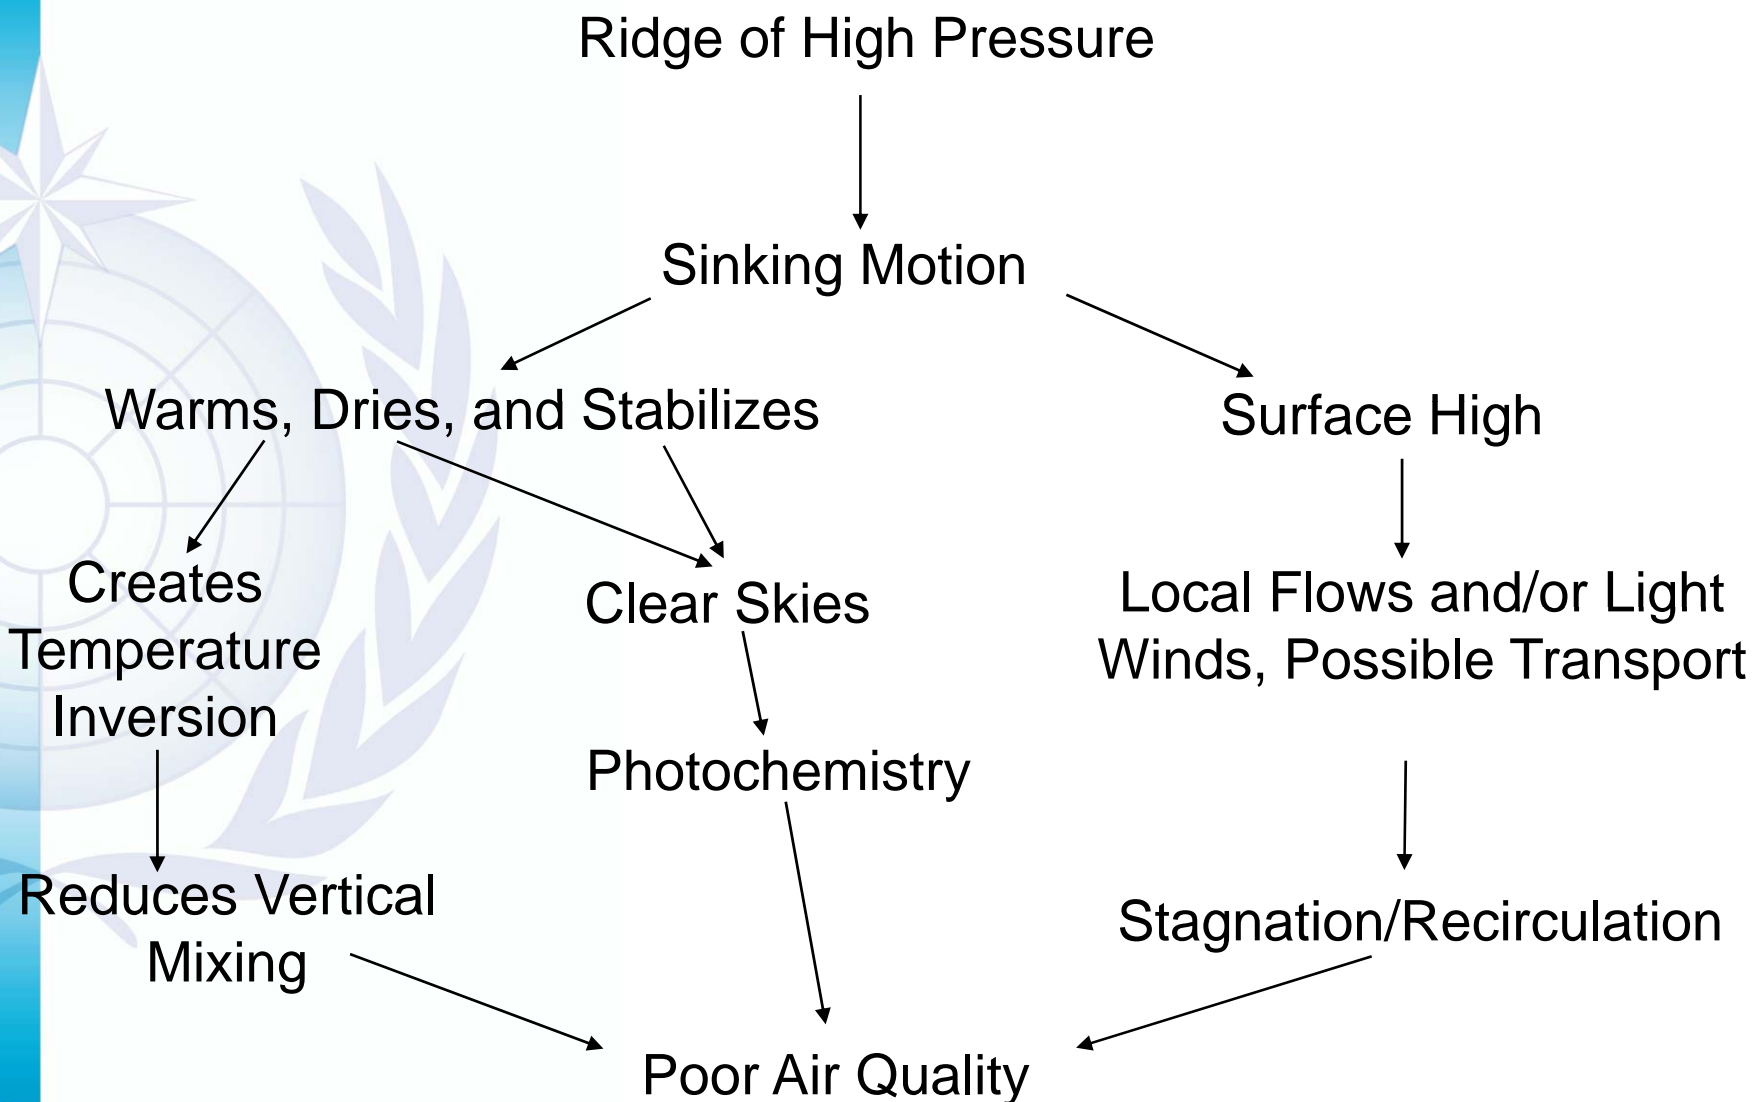 Ridge of High Pressure
Sinking Motion
Warms, Dries, and Stabilizes
Surface High
Creates
Temperature
Inversion
Clear Skies
Local Flows and/or Light
Winds, Possible Transport
Photochemistry
Reduces Vertical
Mixing
Stagnation/Recirculation
Poor Air Quality